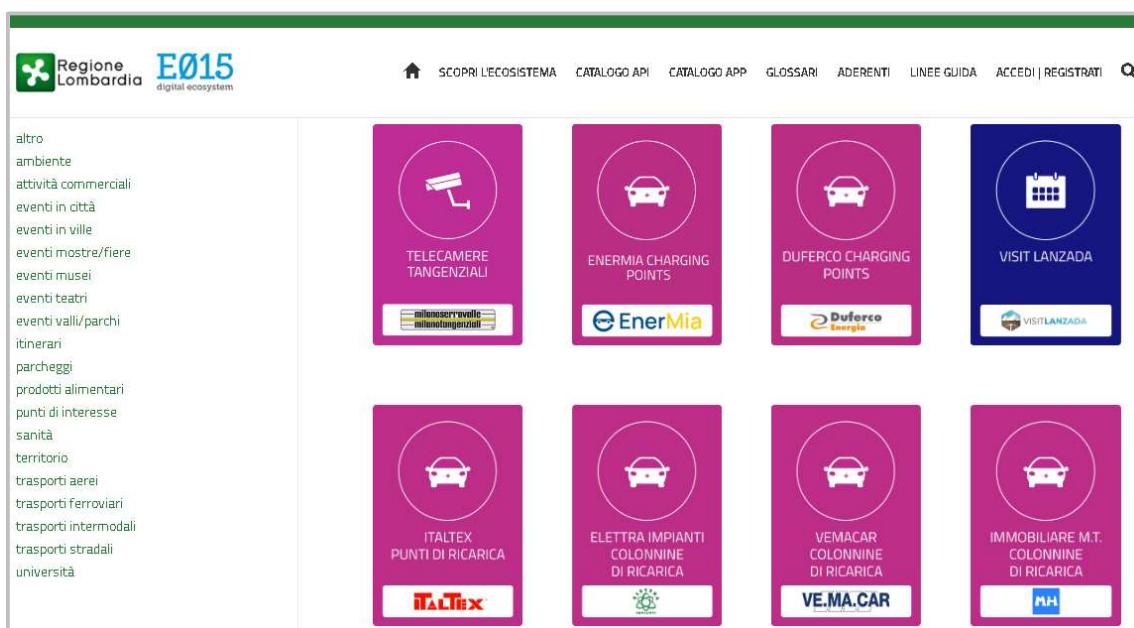 Regione
Lombardia
E015
digital ecosystem
SCOPRI L'ECOSISTEMA CATALOGO API CATALOGO APP GLOSSARI ADERENTI LINEE GUIDA ACCEDI | REGISTRATI
altro
ambiente
attività commerciali
eventi in città
eventi in ville
eventi mostre/fiere
eventi musei
eventi teatri
eventi valli/parchi
itinerari
parcheggi
prodotti alimentari
punti di interesse
sanità
territorio
trasporti aerei
trasporti ferroviari
trasporti intermodali
trasporti stradali
università
TELECAMERE
TANGENZIALI
milanoserravalle
milanotangenziali
ENERMIA CHARGING
POINTS
EnerMia
DUFERCO CHARGING
POINTS
Duferco
Energia
VISIT LANZADA
VISITLANZADA
ITALTEX
PUNTI DI RICARICA
ITALTEX
ELETTRA IMPIANTI
COLONNINE
DI RICARICA
VEMACAR
COLONNINE
DI RICARICA
VE.MA.CAR
IMMOBILIARE M.T.
COLONNINE
DI RICARICA